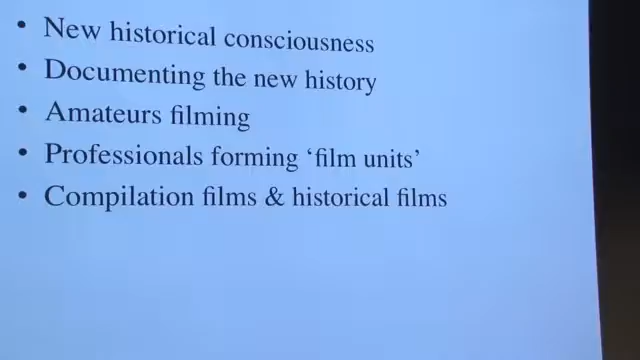 • New historical consciousness
• Documenting the new history
• Amateurs filming
• Professionals forming ‘film units’
• Compilation films & historical films